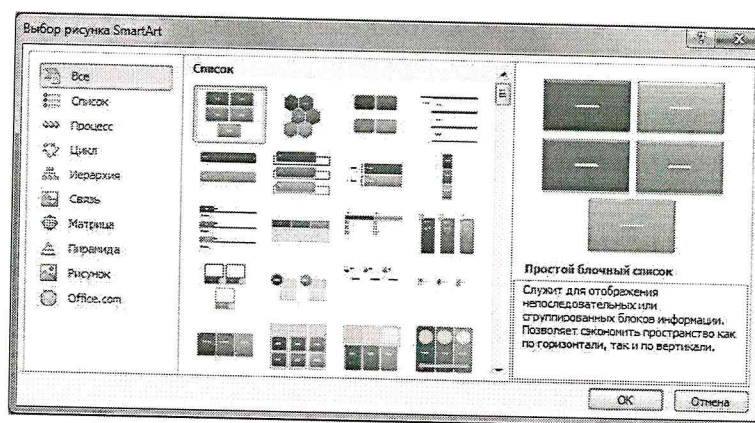 Выбор рисунка SmartArt
Все
Список
Процесс
Цикл
Иерархия
Связь
Матрица
Пирамида
Рисунок
Office.com
Список
Простой блочный список
Служит для отображения
непоследовательных или
сгруппированных блоков информации.
Позволяет сэкономить пространство как
по горизонтали, так и по вертикали.
ОК
Отмена